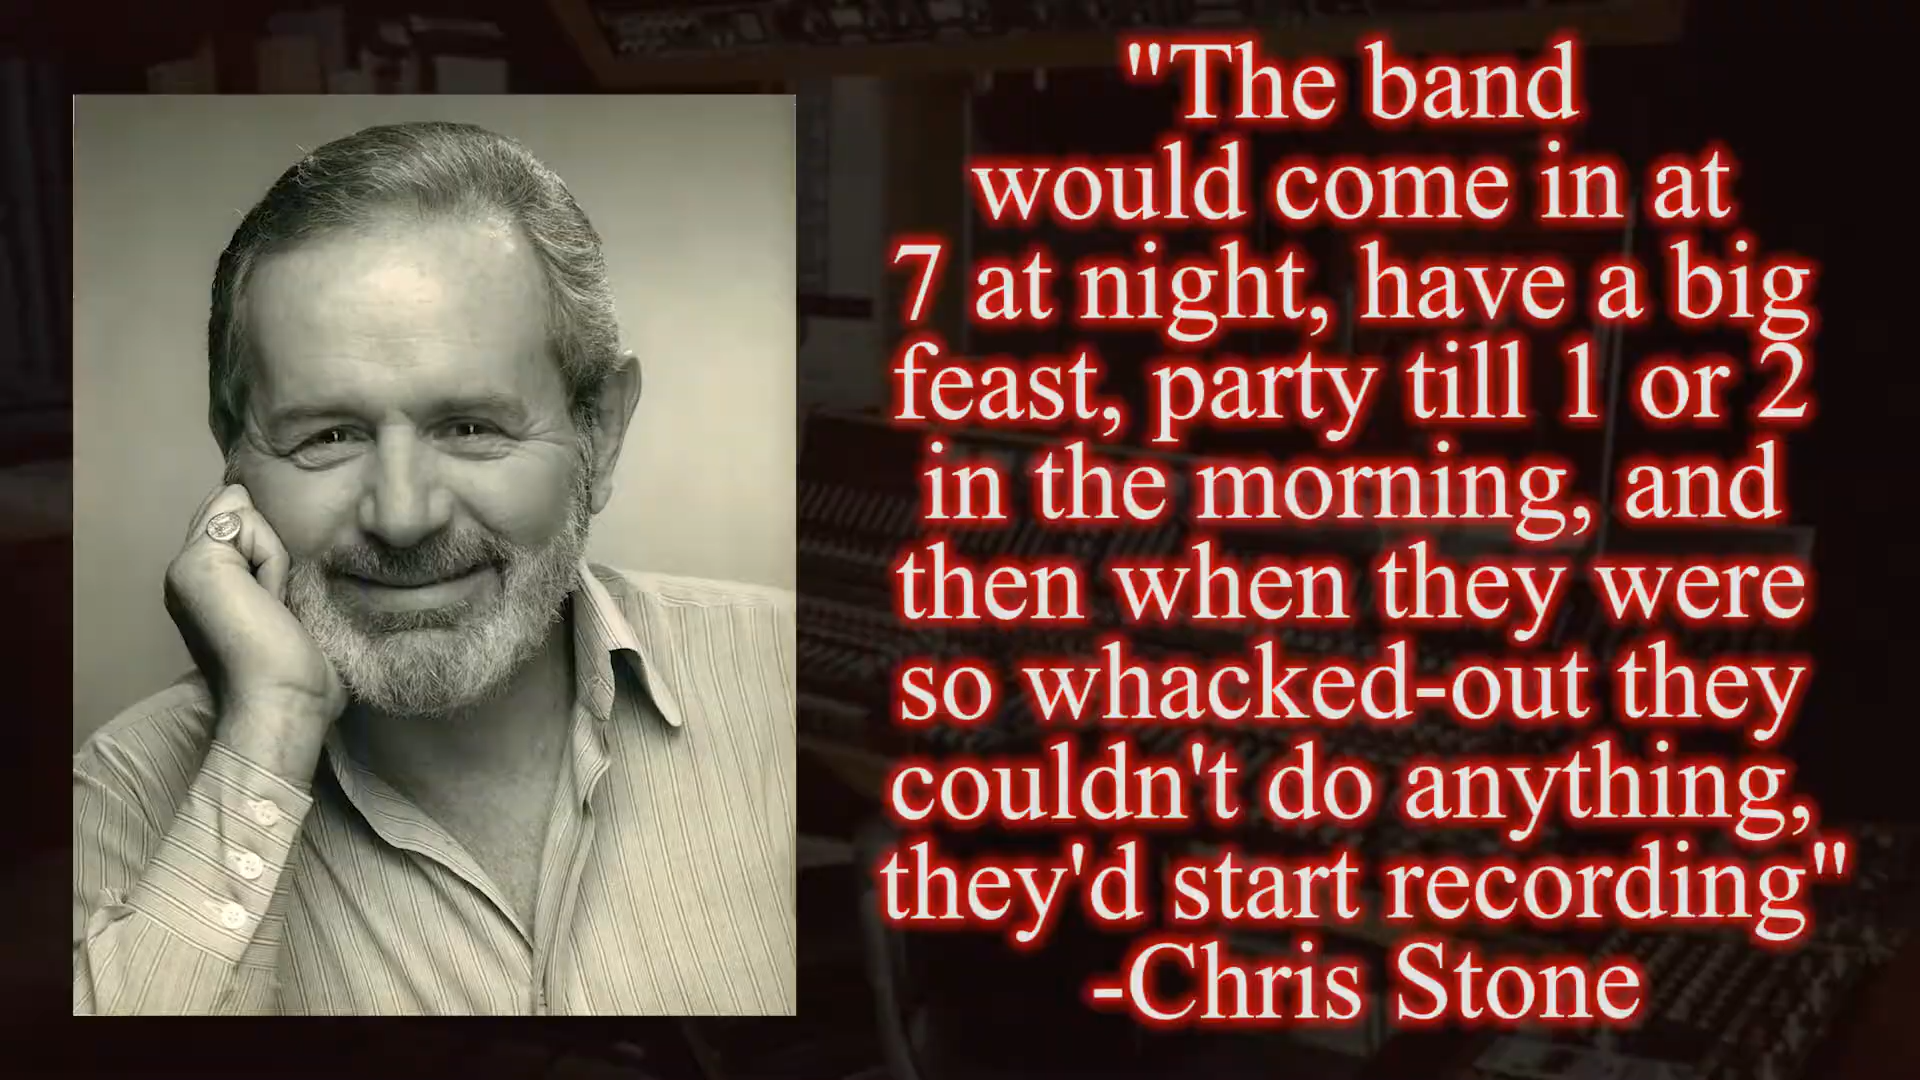 "The band
would come in at
7 at night, have a big
feast, party till 1 or 2
in the morning, and
then when they were
so whacked-out they
couldn't do anything,
they'd start recording"
-Chris Stone